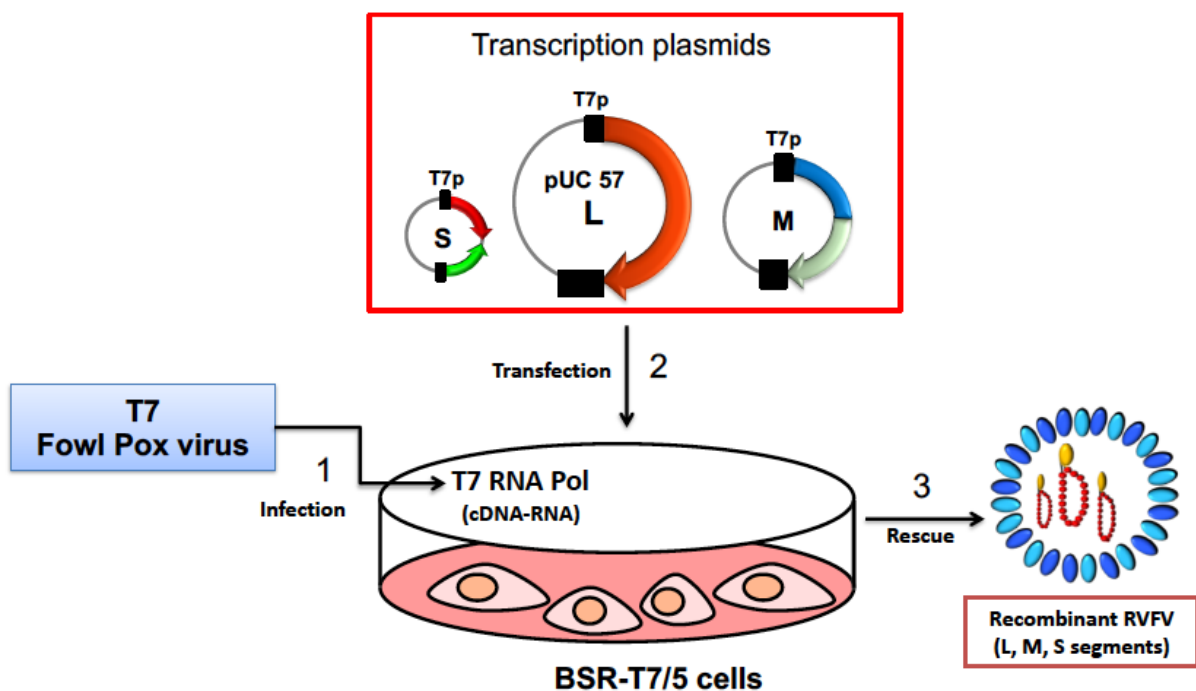 Transcription plasmids
T7p
T7p
T7p
pUC 57
L
S
M
Transfection
2
T7
Fowl Pox virus
1
Infection
T7 RNA Pol
(cDNA-RNA)
3
Rescue
BSR-T7/5 cells
Recombinant RVFV
(L, M, S segments)